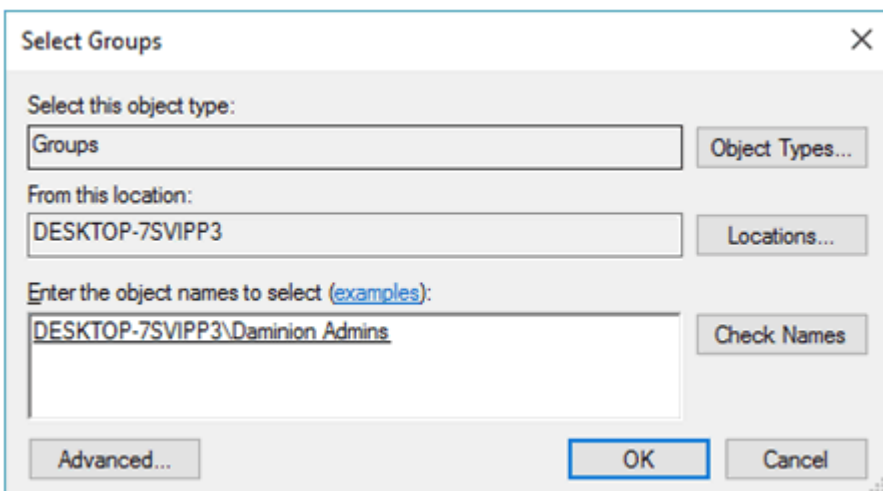 Select Groups
Select this object type:
Groups
Object Types...
From this location:
DESKTOP-7SVIPP3
Locations...
Enter the object names to select (examples):
DESKTOP-7SVIPP3\Daminion Admins
Check Names
Advanced...
OK
Cancel